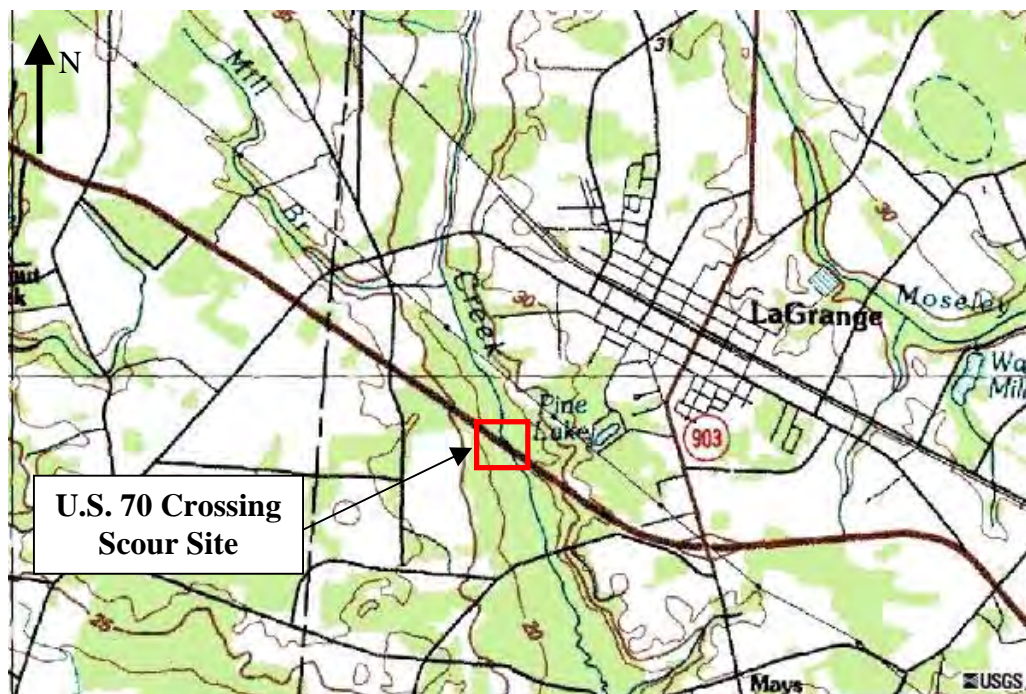 N
35
31
Mill
Br
30
Creek
30
LaGrange
Moseley
Wa
Mill
Pine
Lake
903
k
U.S. 70 Crossing
Scour Site
25
20
Mays
USGS